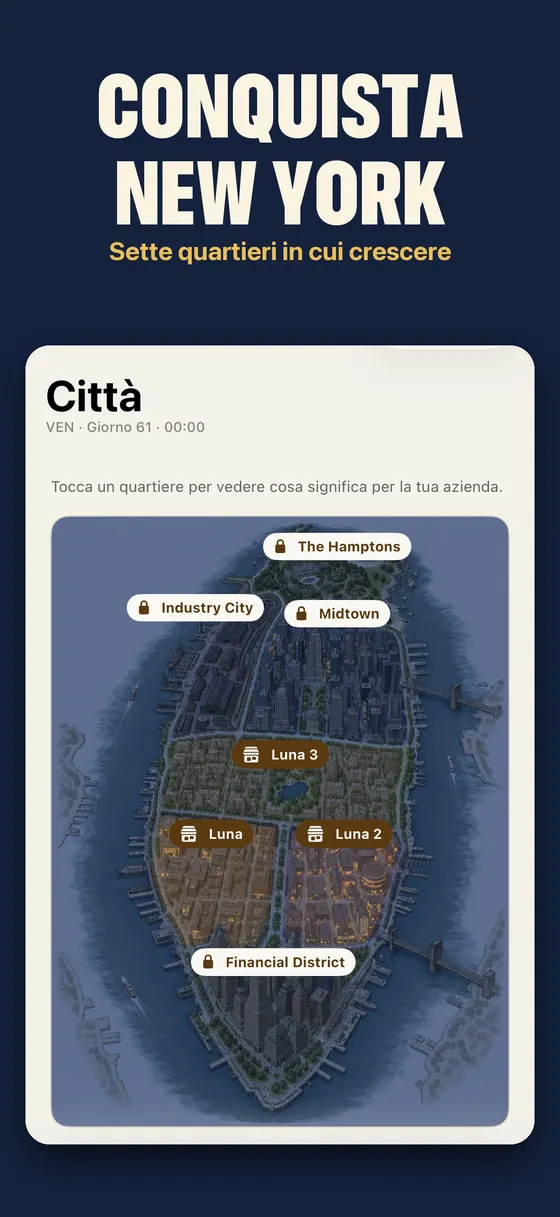 CONQUISTA
NEW YORK
Sette quartieri in cui crescere
Città
VEN · Giorno 61 · 00:00
Tocca un quartiere per vedere cosa significa per la tua azienda.
The Hamptons
Industry City
Midtown
Luna 3
Luna
Luna 2
Financial District